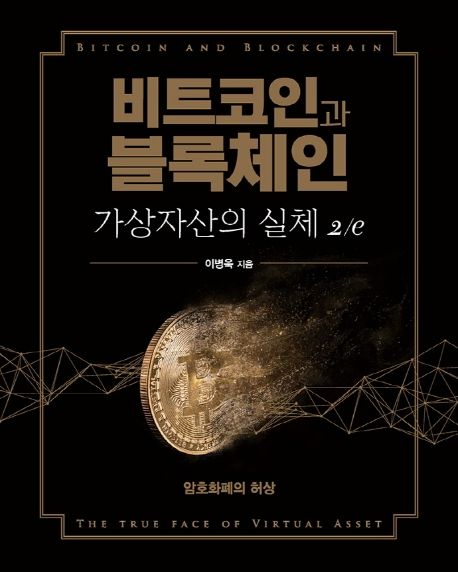 BITCOIN AND BLOCKCHAIN
비트코인과
블록체인
가상자산의 실체 2/e
이병욱 지음
암호화폐의 허상
THE TRUE FACE OF VIRTUAL ASSET